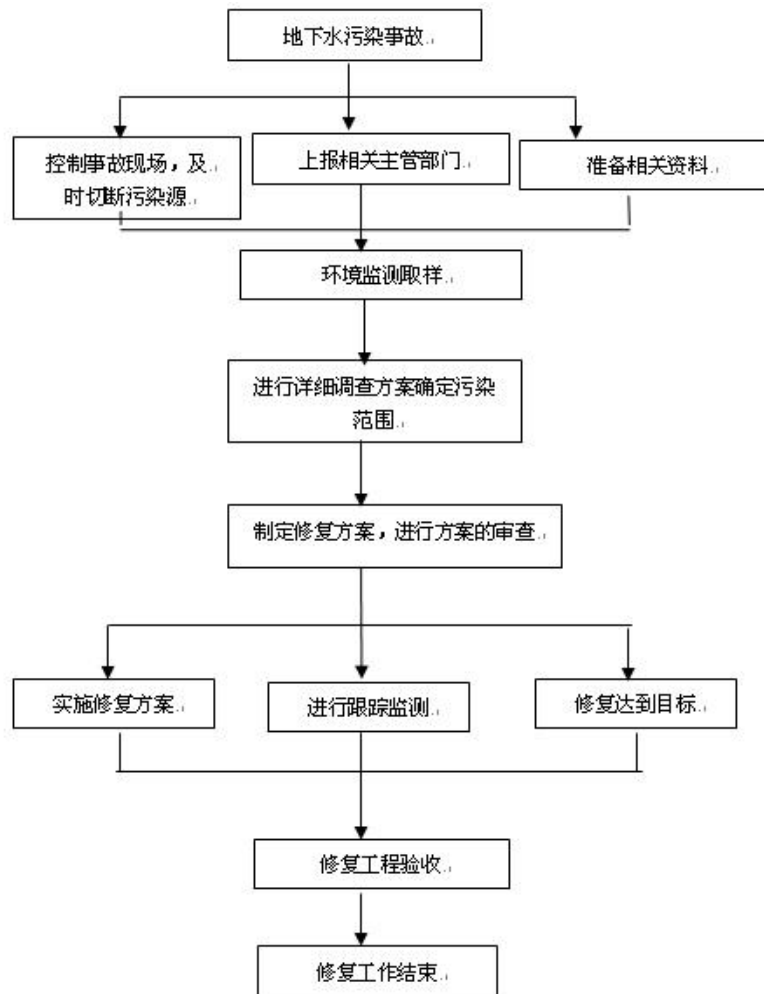 地下水污染事故
控制事故现场，及
时切断污染源
上报相关主管部门
准备相关资料
环境监测取样
进行详细调查方案确定污染
范围
制定修复方案，进行方案的审查
实施修复方案
进行跟踪监测
修复达到目标
修复工程验收
修复工作结束